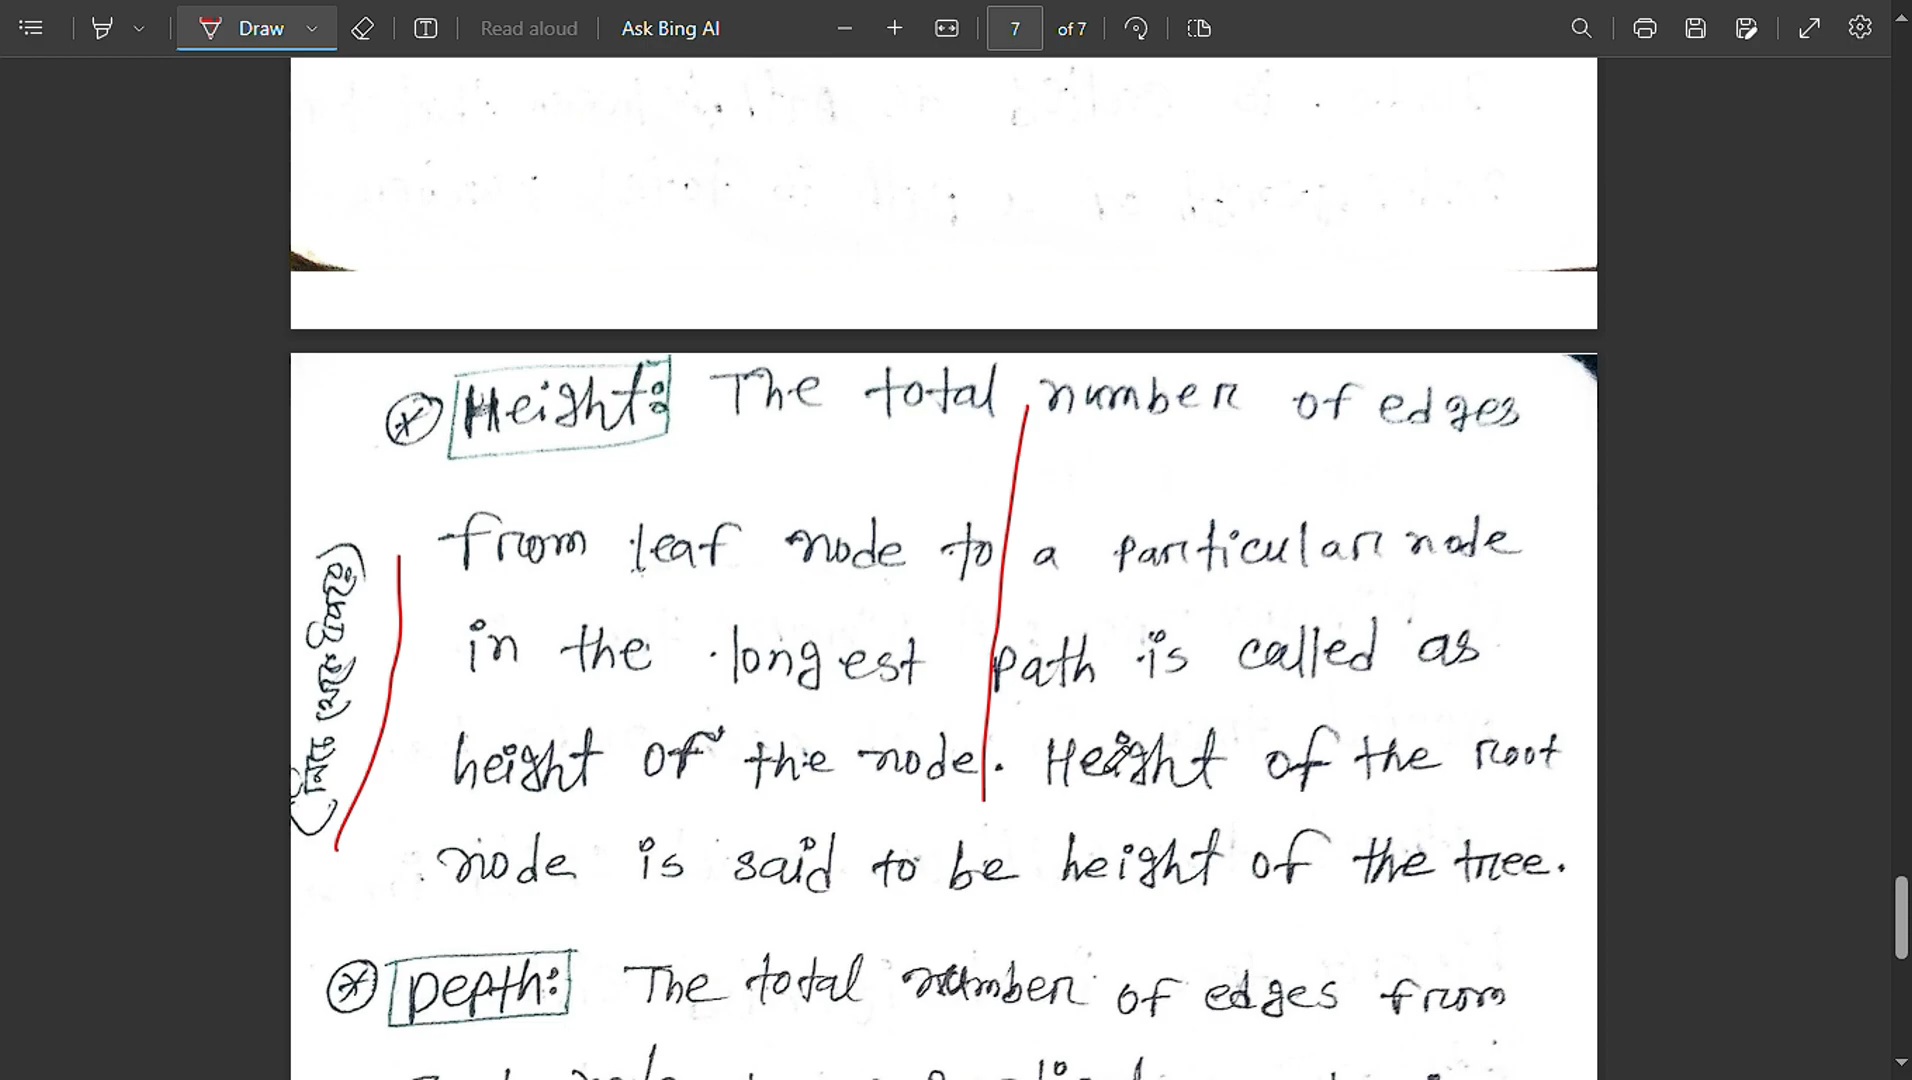 Draw
Read aloud
Ask Bing AI
7
of 7
Height: The total number of edges
from leaf node to a particular node
in the longest path is called as
height of the node. Height of the root
node is said to be height of the tree.
Depth: The total number of edges from